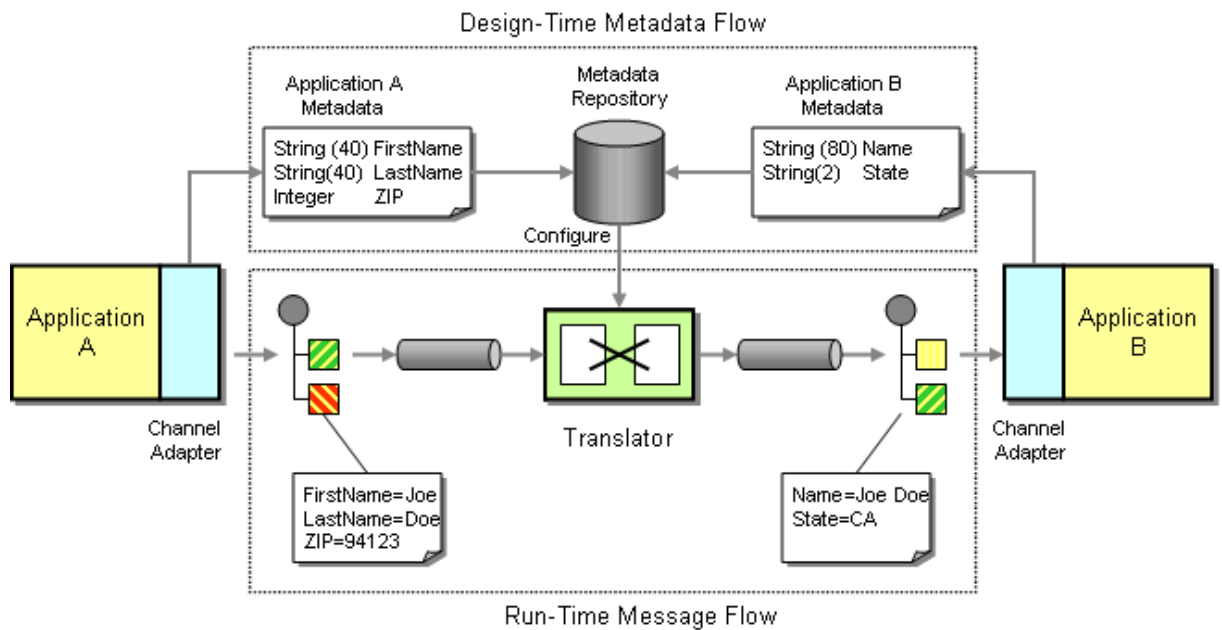 Design-Time Metadata Flow
Application A
Metadata
Metadata
Repository
Application B
Metadata
String (40) FirstName
String(40) LastName
Integer ZIP
String (80) Name
String(2) State
Configure
Application
A
Application
B
Channel
Adapter
Translator
Channel
Adapter
FirstName=Joe
LastName=Doe
ZIP=94123
Name=Joe Doe
State=CA
Run-Time Message Flow